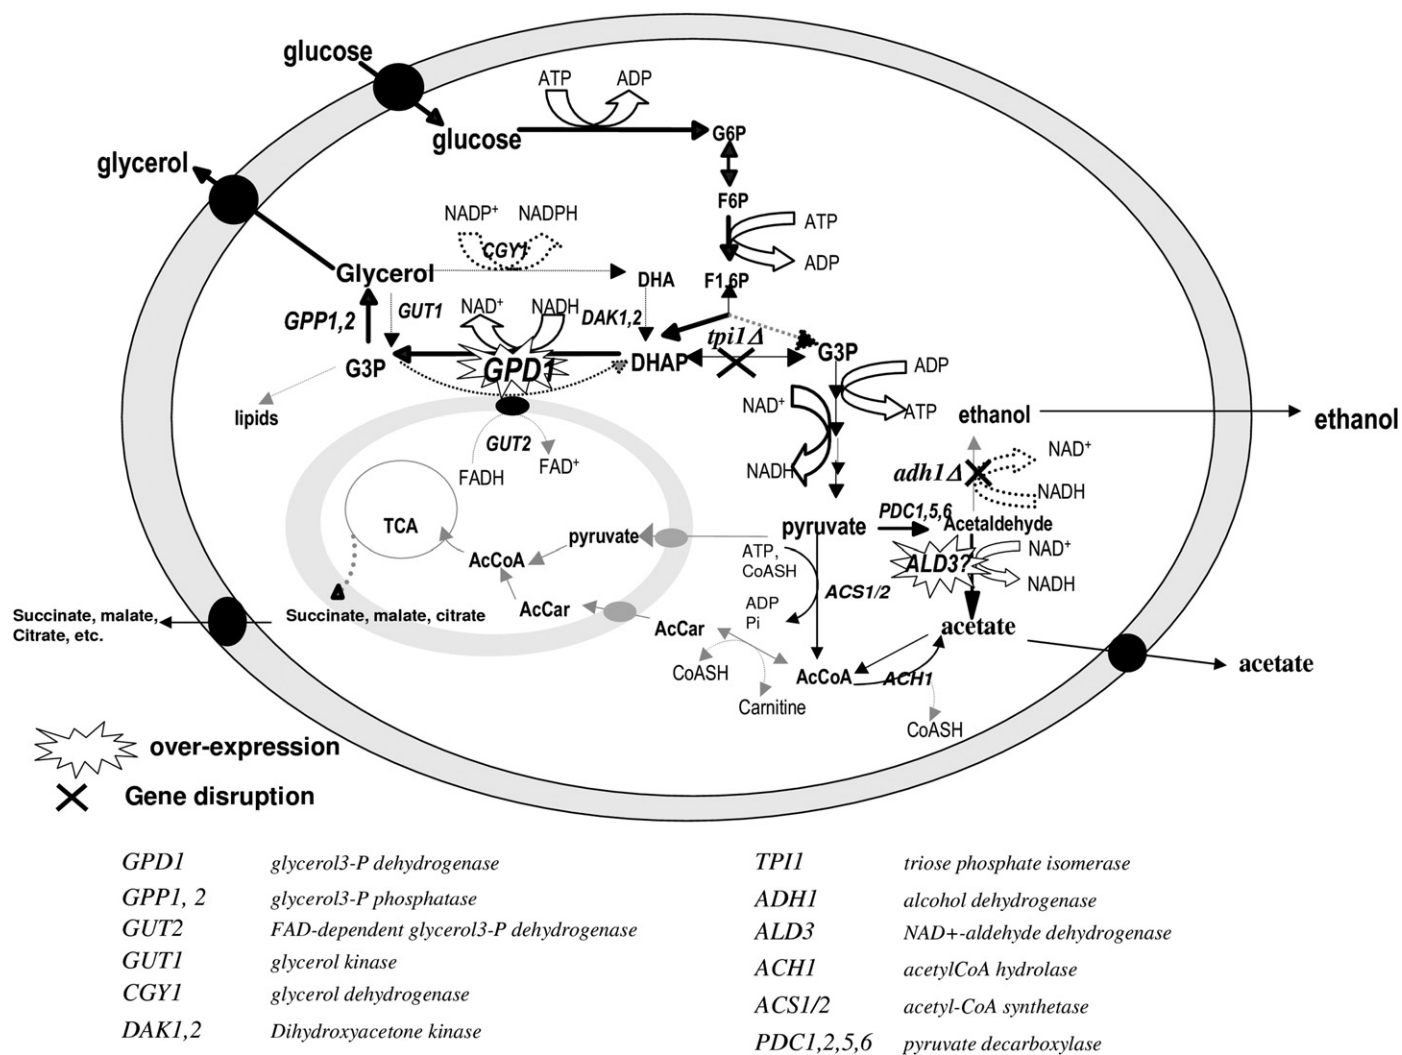 glucose
ATP
ADP
glucose
G6P
glycerol
F6P
NADP+
NADPH
ATP
CGY1
ADP
Glycerol
DHA
F1,6P
GUT1
NAD+
NADH
DAK1,2
GPP1,2
tpi1Δ
G3P
GPD1
DHAP
G3P
ADP
NAD+
ATP
lipids
ethanol
ethanol
GUT2
FADH
FAD+
NADH
adh1Δ
NAD+
NADH
TCA
pyruvate
PDC1,5,6
Acetaldehyde
pyruvate
AcCoA
ATP,
CoASH
ALD3?
NAD+
NADH
ACS1/2
ADP
Pi
AcCar
Succinate, malate,
Citrate, etc.
Succinate, malate, citrate
AcCar
acetate
acetate
CoASH
AcCoA
ACH1
Carnitine
CoASH
over-expression
Gene disruption
GPD1 glycerol3-P dehydrogenase
GPP1, 2 glycerol3-P phosphatase
GUT2 FAD-dependent glycerol3-P dehydrogenase
GUT1 glycerol kinase
CGY1 glycerol dehydrogenase
DAK1,2 Dihydroxyacetone kinase
TPI1 triose phosphate isomerase
ADH1 alcohol dehydrogenase
ALD3 NAD+-aldehyde dehydrogenase
ACH1 acetylCoA hydrolase
ACS1/2 acetyl-CoA synthetase
PDC1,2,5,6 pyruvate decarboxylase